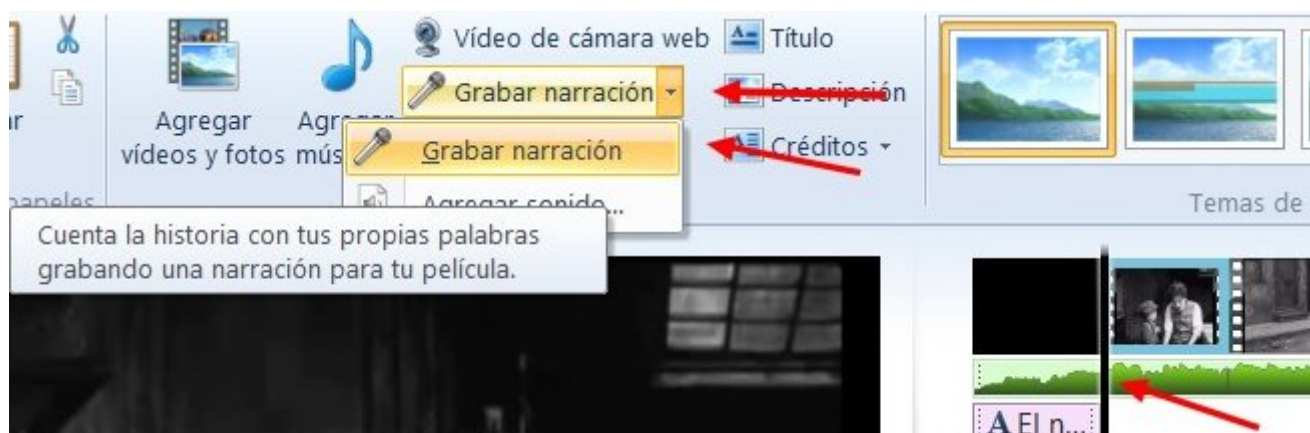 Vídeo de cámara web
Título
Grabar narración
Descripción
Agregar
vídeos y fotos
Grabar narración
Créditos
Agregar sonido...
Temas de
Cuenta la historia con tus propias palabras
grabando una narración para tu película.
A El n...